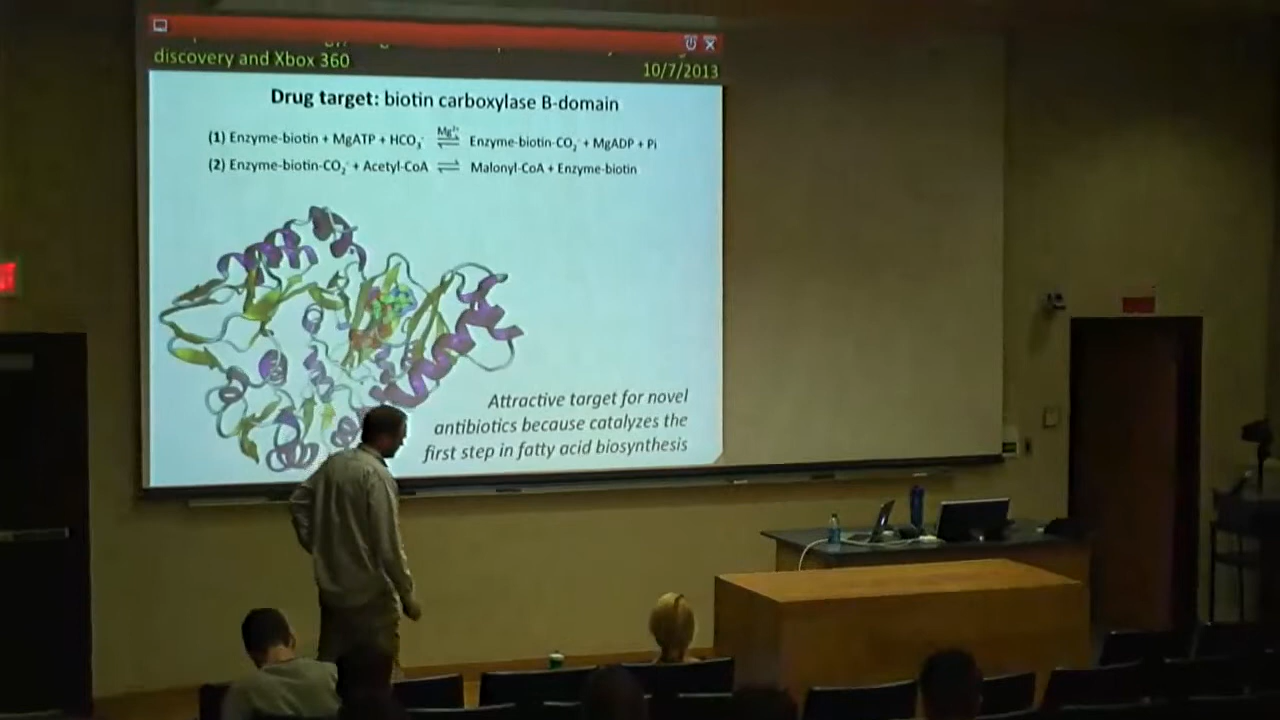 discovery and Xbox 360
10/7/2013
Drug target: biotin carboxylase B-domain
(1) Enzyme-biotin + MgATP + HCO₃⁻ ⇌ Enzyme-biotin-CO₂⁻ + MgADP + Pi
Mg²⁺
(2) Enzyme-biotin-CO₂⁻ + Acetyl-CoA ⇌ Malonyl-CoA + Enzyme-biotin
Attractive target for novel
antibiotics because catalyzes the
first step in fatty acid biosynthesis